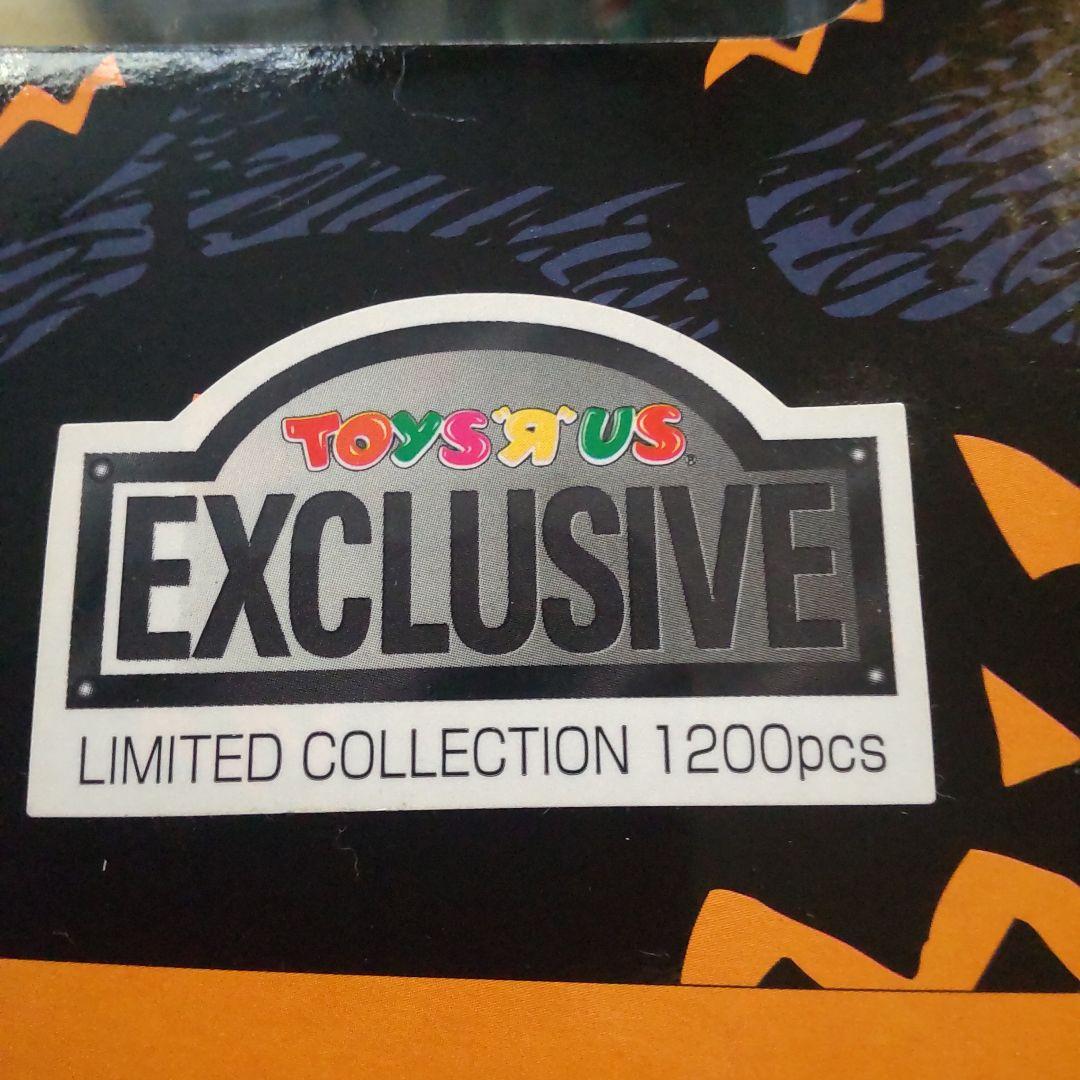 TOYS"Я"US®
EXCLUSIVE
LIMITED COLLECTION 1200pcs